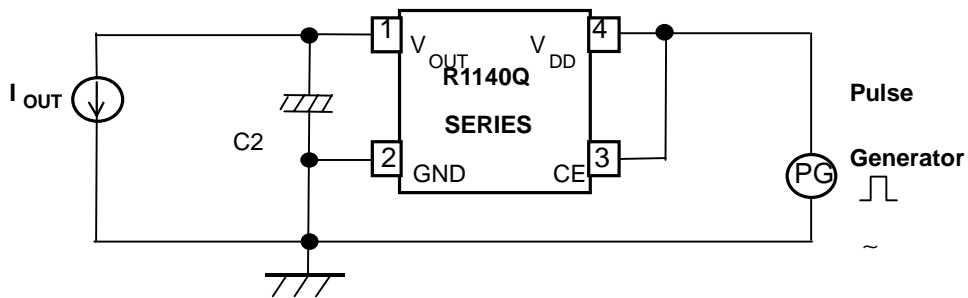 1
4
V OUT
V DD
R1140Q
I OUT
Pulse
SERIES
C2
2
3
Generator
GND
CE
PG
~